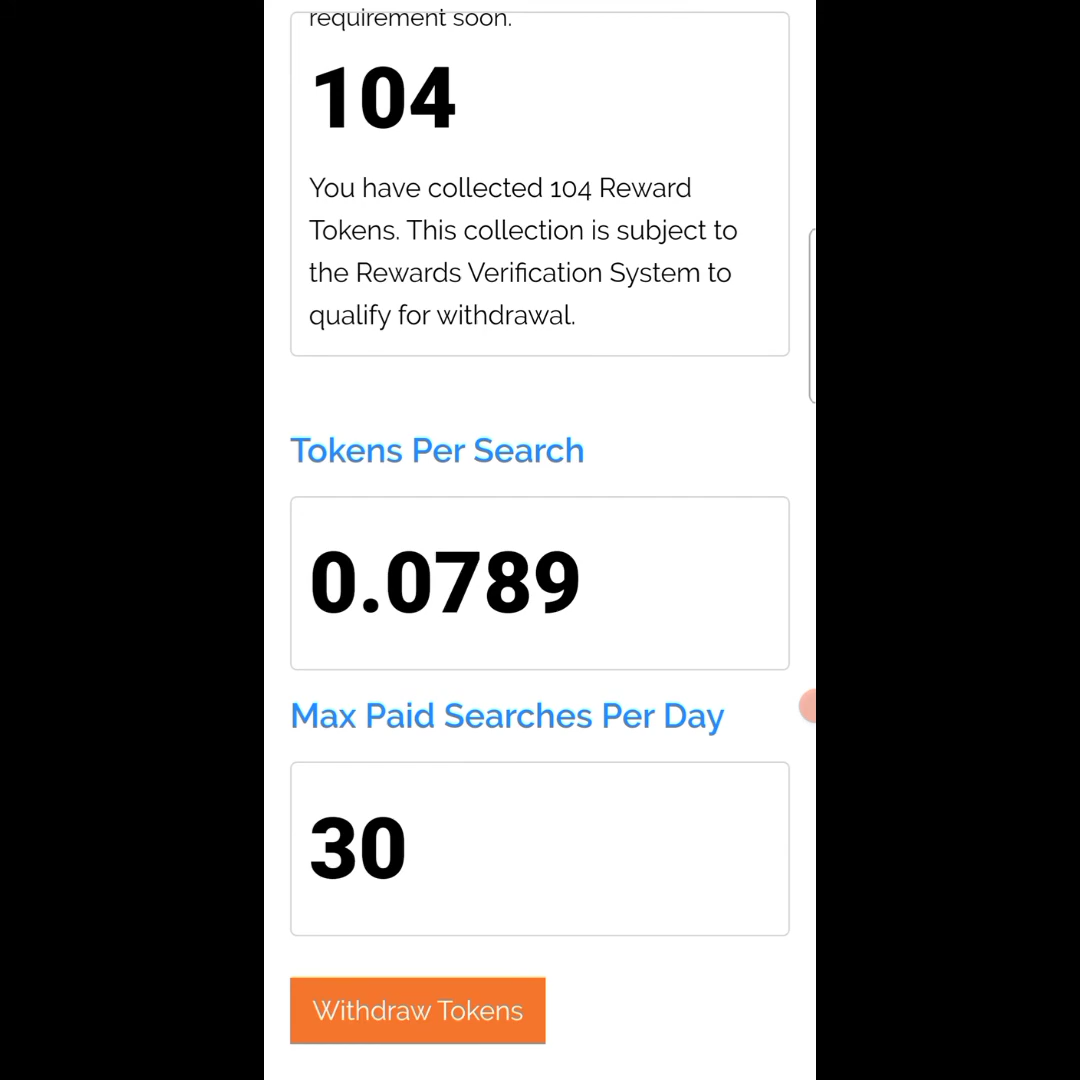 requirement soon.
104
You have collected 104 Reward
Tokens. This collection is subject to
the Rewards Verification System to
qualify for withdrawal.
Tokens Per Search
0.0789
Max Paid Searches Per Day
30
Withdraw Tokens